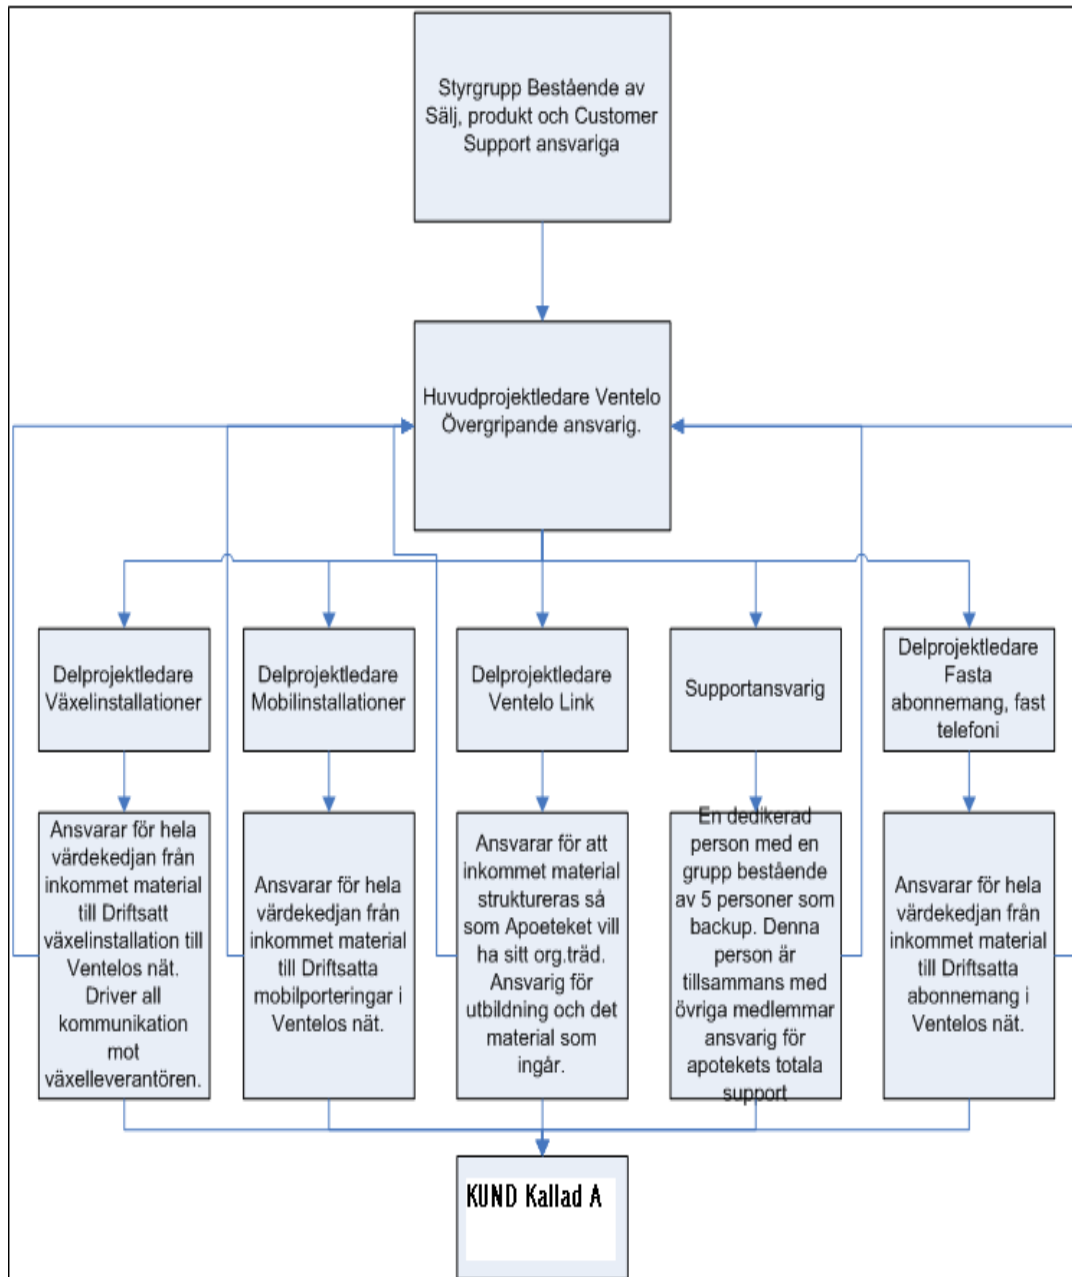 Styrgrupp Bestående av
Sälj, produkt och Customer
Support ansvariga
Huvudprojektledare Ventelo
Övergripande ansvarig.
Delprojektledare
Växelinstallationer
Delprojektledare
Mobilinstallationer
Delprojektledare
Ventelo Link
Supportansvarig
Delprojektledare
Fasta
abonnemang, fast
telefoni
Ansvarar för hela
värdekedjan från
inkommet material
till Driftsatt
växelinstallation till
Ventelos nät.
Driver all
kommunikation
mot
växelleverantören.
Ansvarar för hela
värdekedjan från
inkommet material
till Driftsatta
mobilporteringar i
Ventelos nät.
Ansvarar för att
inkommet material
struktureras så
som Apoeteket vill
ha sitt org.träd.
Ansvarig för
utbildning och det
material som
ingår.
En dedikerad
person med en
grupp bestående
av 5 personer som
backup. Denna
person är
tillsammans med
övriga medlemmar
ansvarig för
apotekets totala
support
Ansvarar för hela
värdekedjan från
inkommet material
till Driftsatta
abonnemang i
Ventelos nät.
KUND Kallad A